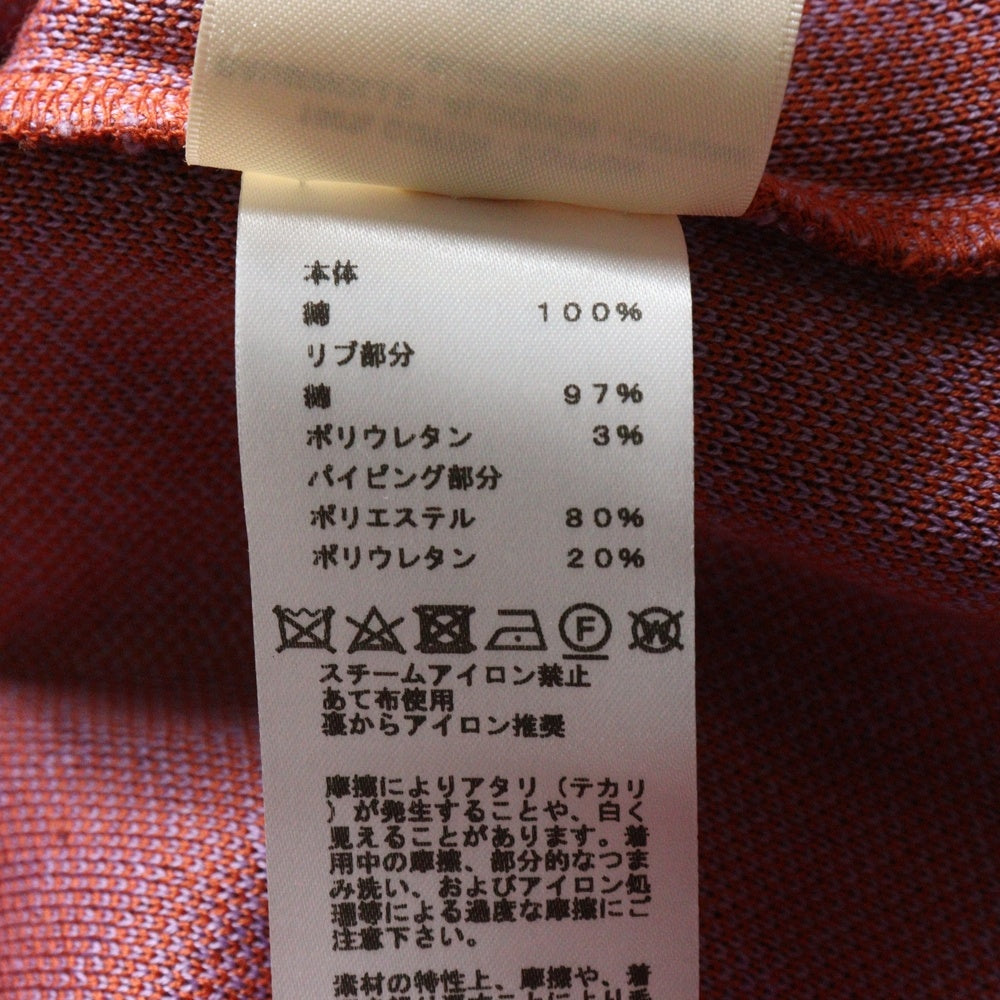 本体
綿 100%
リブ部分
綿 97%
ポリウレタン 3%
パイピング部分
ポリエステル 80%
ポリウレタン 20%
F W
スチームアイロン禁止
あて布使用
裏からアイロン推奨
摩擦によりアタリ（テカリ
）が発生することや、白く
見えることがあります。着
用中の摩擦、部分的なつま
み洗い、およびアイロン処
理等による過度な摩擦にご
注意下さい。
素材の特性上、摩擦や、着